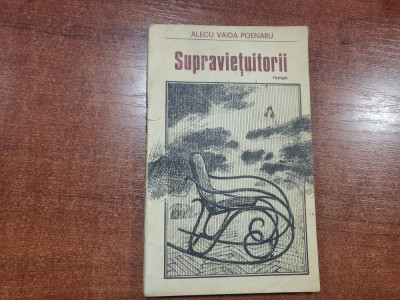 ALECU VAIDA POENARU
Supraviețuitorii
roman